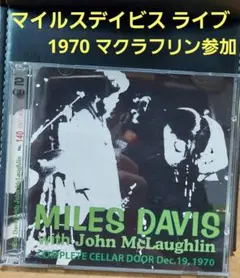 マイルスデイビス ライブ
1970 マクラフリン参加
MILES DAVIS
with John McLaughlin
COMPLETE CELLAR DOOR Dec.19, 1970